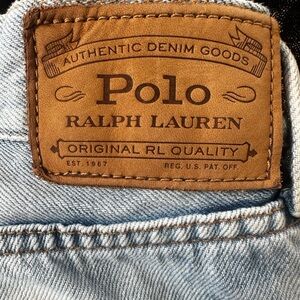 AUTHENTIC DENIM GOODS
Polo
RALPH LAUREN
ORIGINAL RL QUALITY
EST. 1967 REG. U.S. PAT. OFF